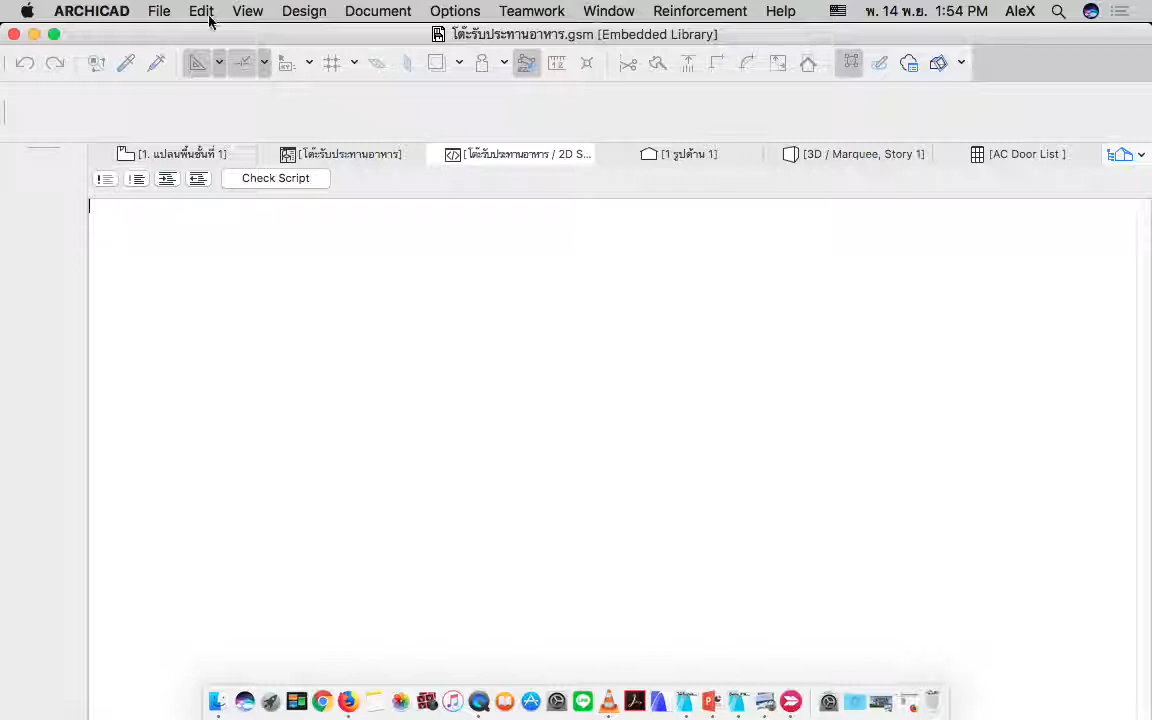 ARCHICAD File Edit View Design Document Options Teamwork Window Reinforcement Help พ. 14 พ.ย. 1:54 PM AleX
โต๊ะรับประทานอาหาร.gsm [Embedded Library]
[1. แปลนพื้นชั้นที่ 1] [โต๊ะรับประทานอาหาร] [โต๊ะรับประทานอาหาร / 2D S... [1 รูปด้าน 1] [3D / Marquee, Story 1] [AC Door List ]
Check Script